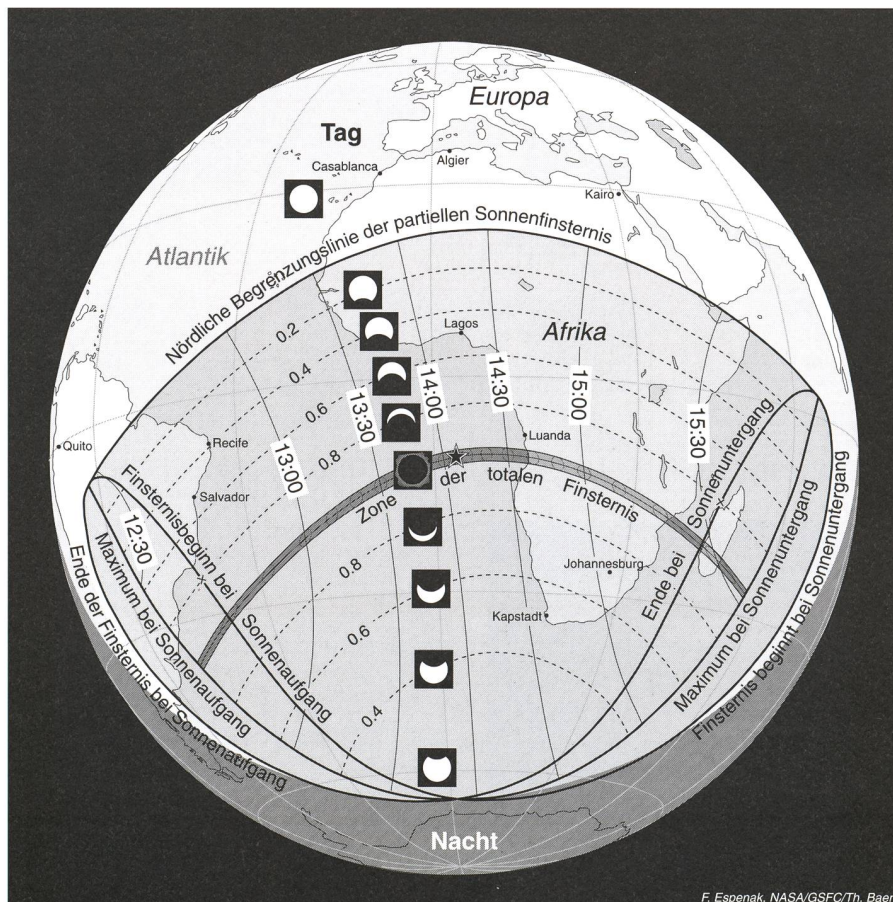 Europa
Tag
Casablanca
Algier
Kairo
Atlantik
Nördliche Begrenzungslinie der partiellen Sonnenfinsternis
0.2
Lagos
Afrika
0.4
0.6
13:30
14:00
14:30
15:00
15:30
Quito
Recife
0.8
13:00
Luanda
Salvador
Zone der totalen Finsternis
12:30
Finsternisbeginn bei Sonnenaufgang
Maximum bei Sonnenaufgang
Ende der Finsternis bei Sonnenaufgang
Ende bei Sonnenuntergang
Maximum bei Sonnenuntergang
Finsternis beginnt bei Sonnenuntergang
0.8
Johannesburg
Kapstadt
0.6
0.4
Nacht
F. Espenak, NASA/GSFC/Th. Baer